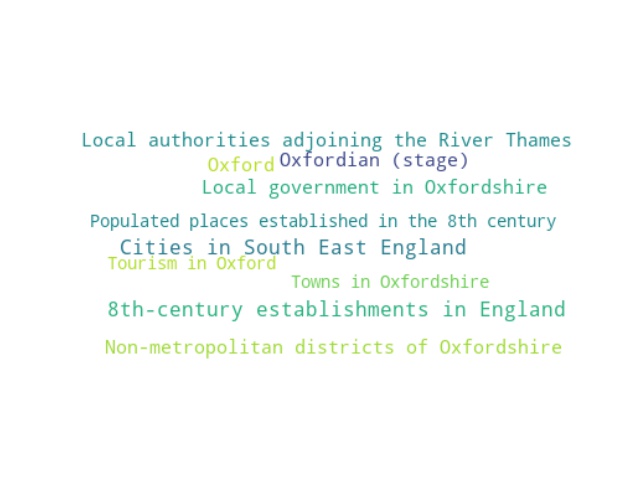 Local authorities adjoining the River Thames
Oxford
Oxfordian (stage)
Local government in Oxfordshire
Populated places established in the 8th century
Cities in South East England
Tourism in Oxford
Towns in Oxfordshire
8th-century establishments in England
Non-metropolitan districts of Oxfordshire